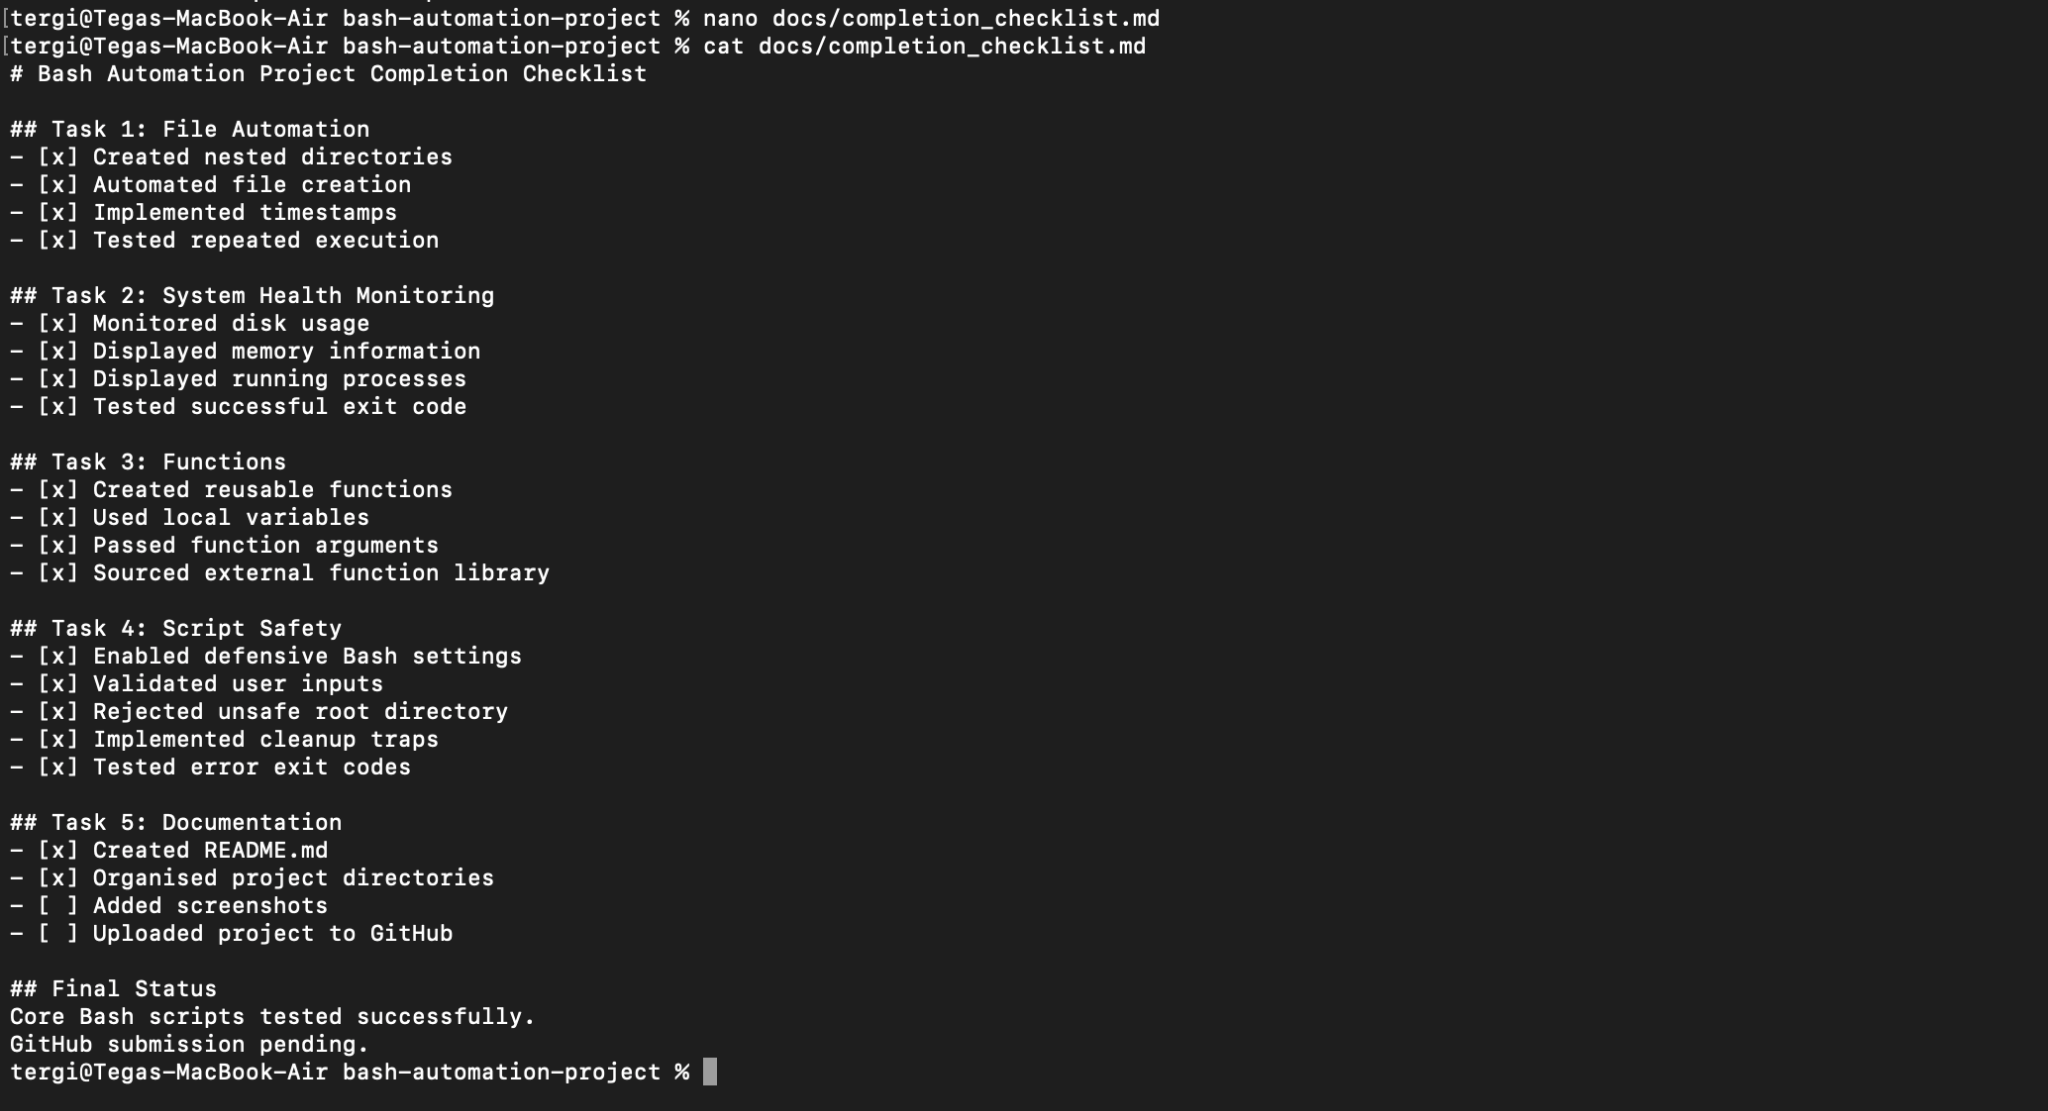 [tergi@Tegas-MacBook-Air bash-automation-project % nano docs/completion_checklist.md
[tergi@Tegas-MacBook-Air bash-automation-project % cat docs/completion_checklist.md
# Bash Automation Project Completion Checklist
## Task 1: File Automation
- [x] Created nested directories
- [x] Automated file creation
- [x] Implemented timestamps
- [x] Tested repeated execution
## Task 2: System Health Monitoring
- [x] Monitored disk usage
- [x] Displayed memory information
- [x] Displayed running processes
- [x] Tested successful exit code
## Task 3: Functions
- [x] Created reusable functions
- [x] Used local variables
- [x] Passed function arguments
- [x] Sourced external function library
## Task 4: Script Safety
- [x] Enabled defensive Bash settings
- [x] Validated user inputs
- [x] Rejected unsafe root directory
- [x] Implemented cleanup traps
- [x] Tested error exit codes
## Task 5: Documentation
- [x] Created README.md
- [x] Organised project directories
- [ ] Added screenshots
- [ ] Uploaded project to GitHub
## Final Status
Core Bash scripts tested successfully.
GitHub submission pending.
tergi@Tegas-MacBook-Air bash-automation-project %